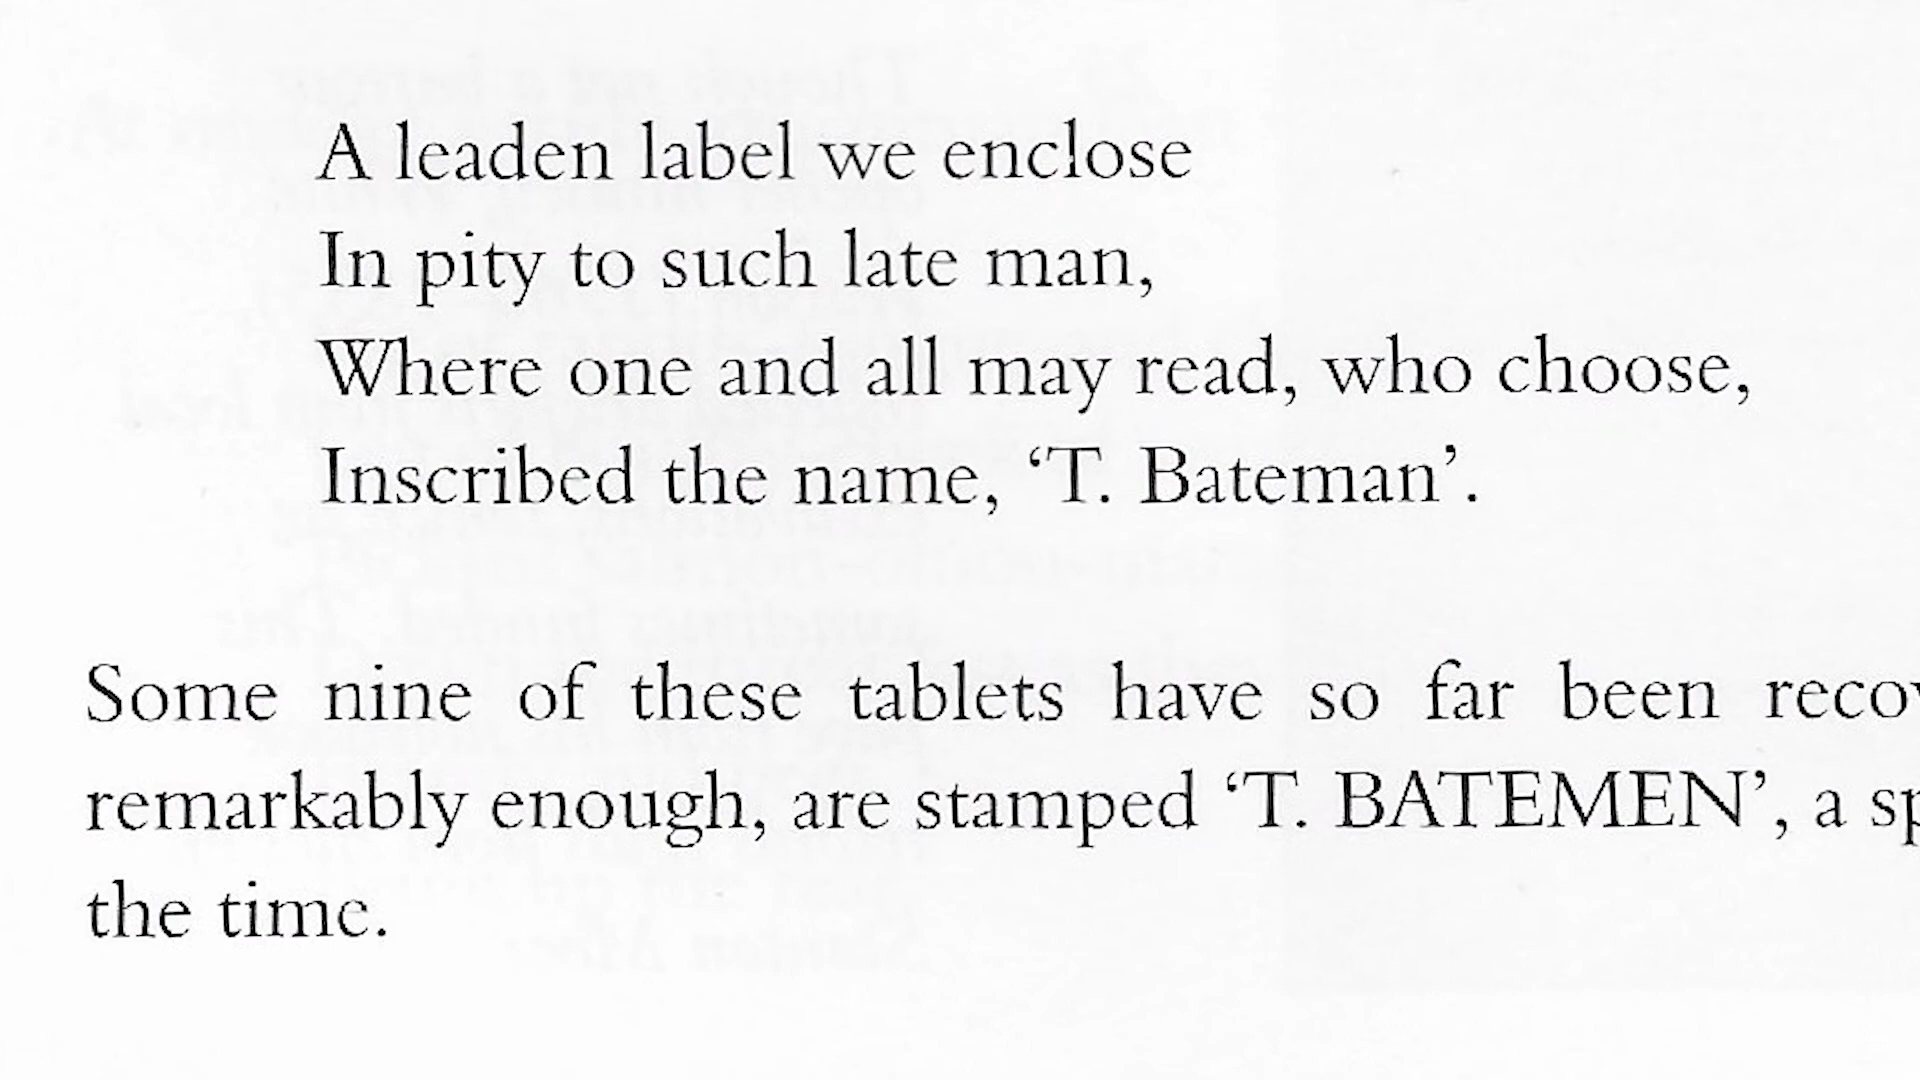 A leaden label we enclose
In pity to such late man,
Where one and all may read, who choose,
Inscribed the name, ‘T. Bateman’.
Some nine of these tablets have so far been
remarkably enough, are stamped ‘T. BATEMEN’, a
the time.